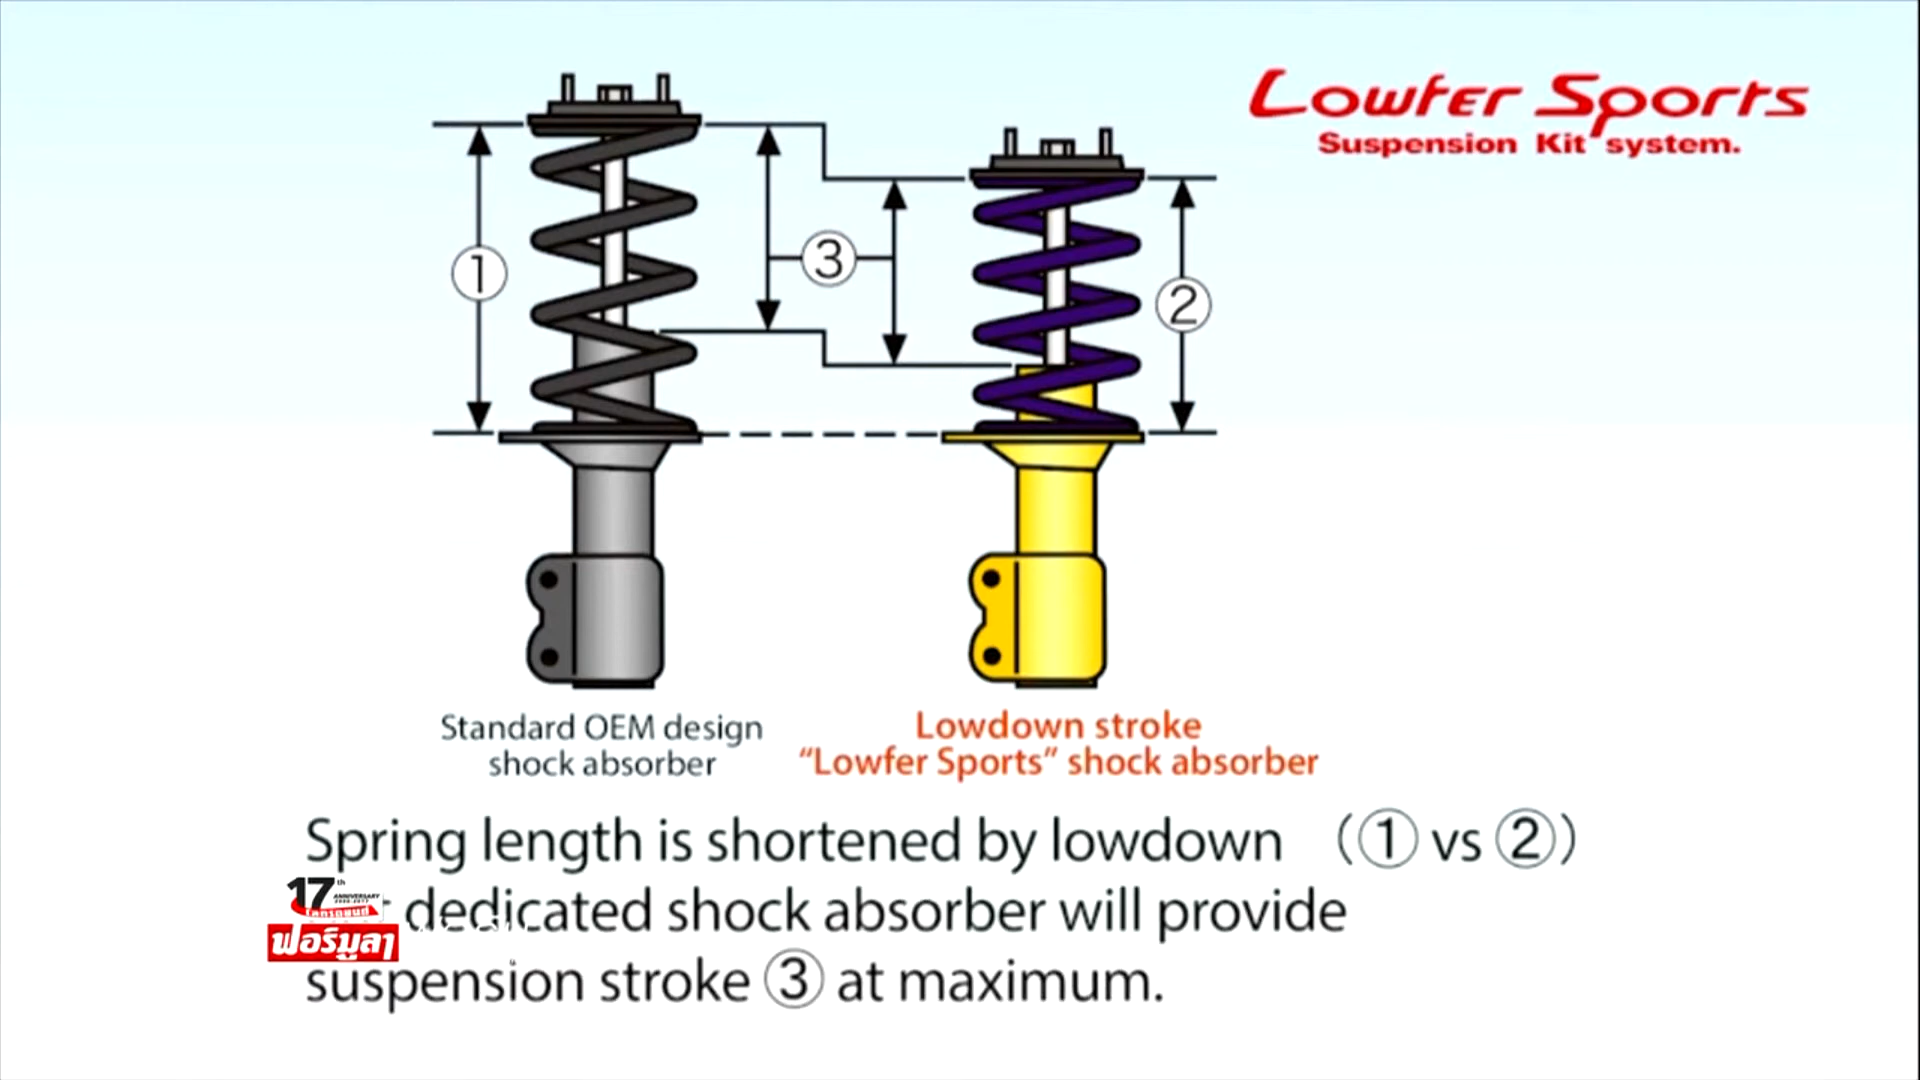 Lowfer Sports
Suspension Kit system.
①
③
②
Standard OEM design
shock absorber
Lowdown stroke
“Lowfer Sports” shock absorber
Spring length is shortened by lowdown (① vs ②)
dedicated shock absorber will provide
suspension stroke ③ at maximum.
17th
ANNIVERSARY
ฟอร์มูลา